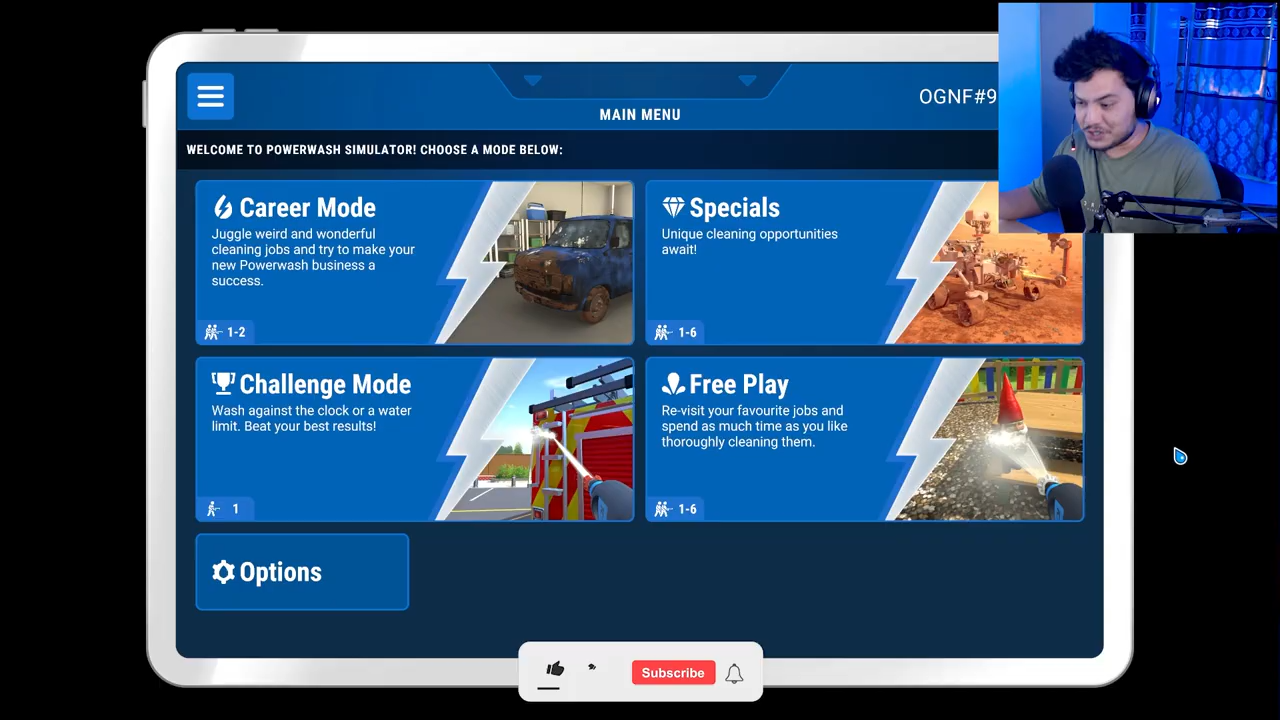 OGNF#9
MAIN MENU
WELCOME TO POWERWASH SIMULATOR! CHOOSE A MODE BELOW:
Career Mode
Juggle weird and wonderful
cleaning jobs and try to make your
new Powerwash business a
success.
1-2
Specials
Unique cleaning opportunities
await!
1-6
Challenge Mode
Wash against the clock or a water
limit. Beat your best results!
1
Free Play
Re-visit your favourite jobs and
spend as much time as you like
thoroughly cleaning them.
1-6
Options
Subscribe